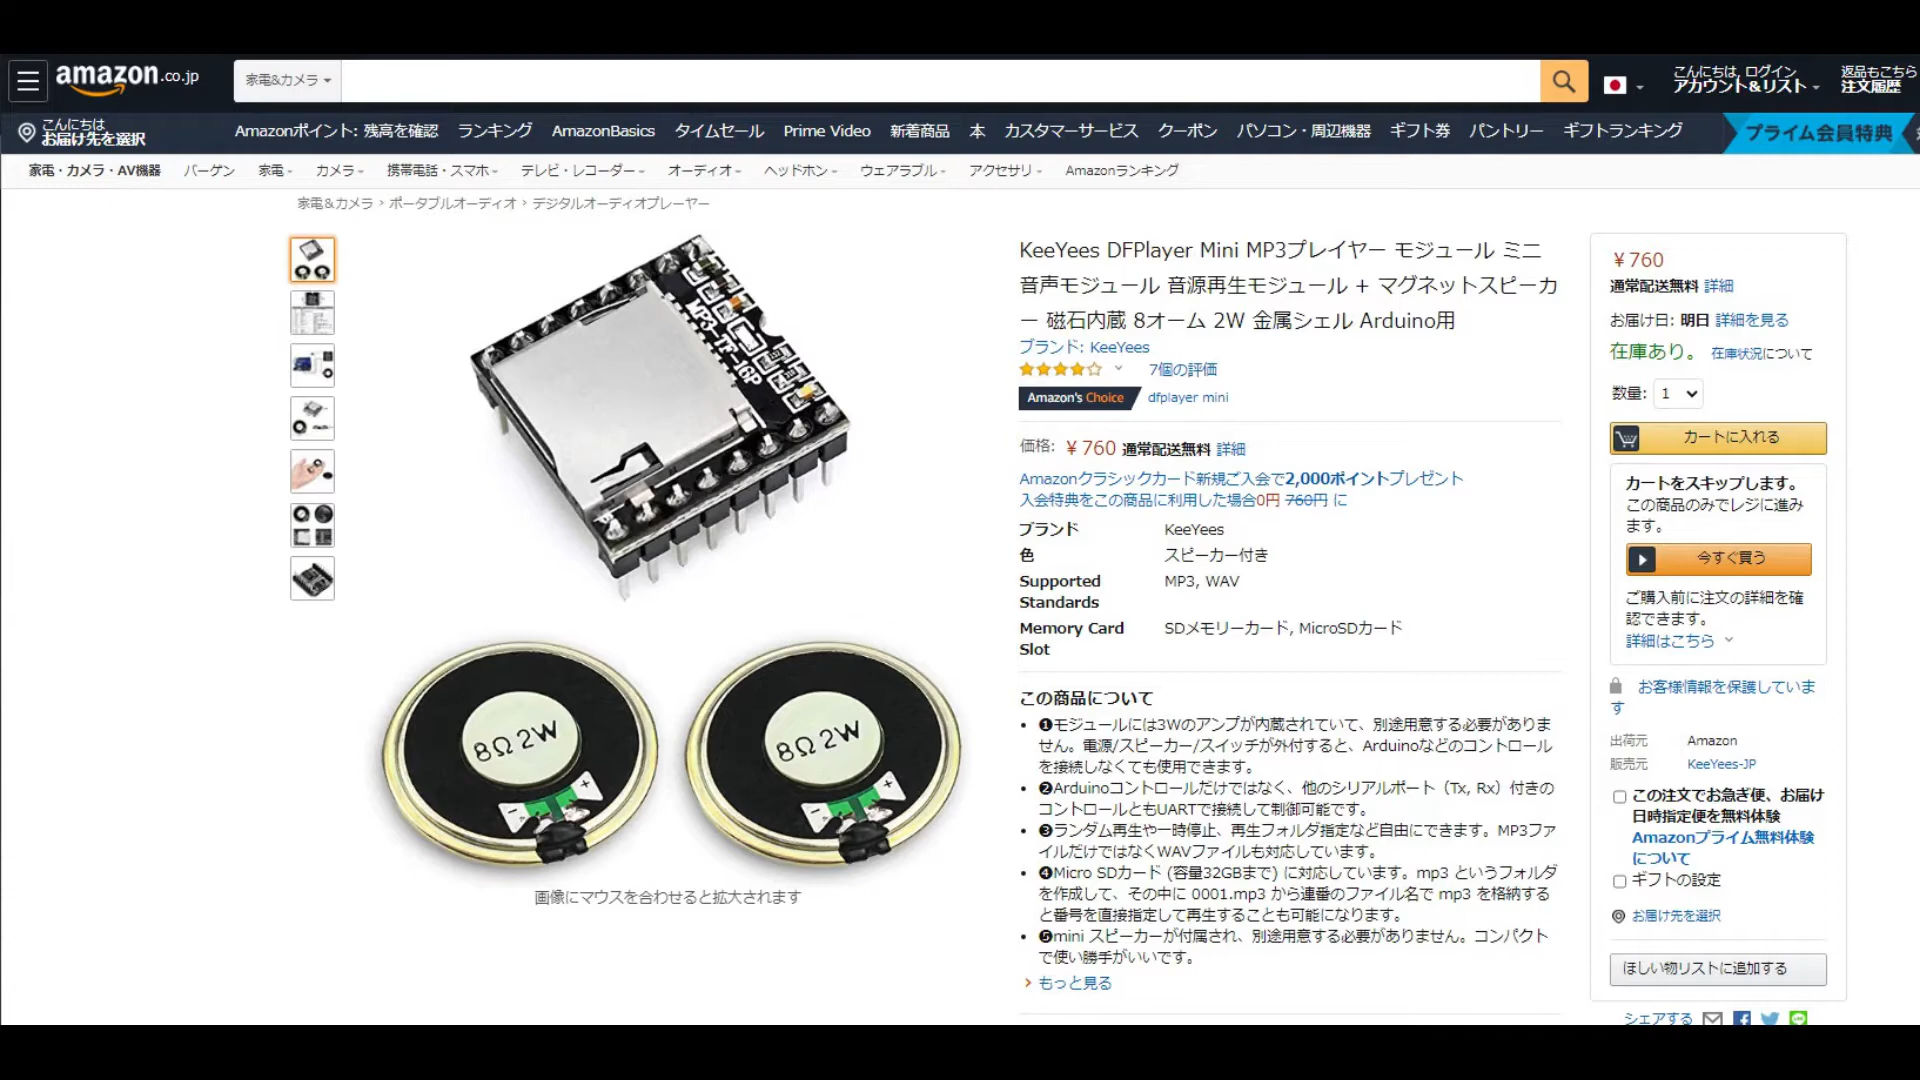 amazon.co.jp
家電&カメラ
こんにちは, ログイン
アカウント&リスト
返品もこちら
注文履歴
こんにちは
お届け先を選択
Amazonポイント: 残高を確認 ランキング AmazonBasics タイムセール Prime Video 新着商品 本 カスタマーサービス クーポン パソコン・周辺機器 ギフト券 パントリー ギフトランキング
プライム会員特典
家電・カメラ・AV機器 バーゲン 家電 カメラ 携帯電話・スマホ テレビ・レコーダー オーディオ ヘッドホン ウェアラブル アクセサリ Amazonランキング
家電&カメラ › ポータブルオーディオ › デジタルオーディオプレーヤー
MP3-TF-16P
8Ω2W
8Ω2W
画像にマウスを合わせると拡大されます
KeeYees DFPlayer Mini MP3プレイヤー モジュール ミニ
音声モジュール 音源再生モジュール + マグネットスピーカ
ー 磁石内蔵 8オーム 2W 金属シェル Arduino用
ブランド: KeeYees
7個の評価
Amazon's Choice dfplayer mini
価格: ¥760 通常配送無料 詳細
Amazonクラシックカード新規ご入会で2,000ポイントプレゼント
入会特典をこの商品に利用した場合0円 760円 に
ブランド KeeYees
色 スピーカー付き
Supported MP3, WAV
Standards
Memory Card SDメモリーカード, MicroSDカード
Slot
この商品について
• ❶モジュールには3Wのアンプが内蔵されていて、別途用意する必要がありま
せん。電源/スピーカー/スイッチが外付すると、Arduinoなどのコントロール
を接続しなくても使用できます。
• ❷Arduinoコントロールだけではなく、他のシリアルポート（Tx, Rx）付きの
コントロールともUARTで接続して制御可能です。
• ❸ランダム再生や一時停止、再生フォルダ指定など自由にできます。MP3ファ
イルだけではなくWAVファイルも対応しています。
• ❹Micro SDカード (容量32GBまで) に対応しています。mp3 というフォルダ
を作成して、その中に 0001.mp3 から連番のファイル名で mp3 を格納する
と番号を直接指定して再生することも可能になります。
• ❺mini スピーカーが付属され、別途用意する必要がありません。コンパクト
で使い勝手がいいです。
› もっと見る
¥760
通常配送無料 詳細
お届け日: 明日 詳細を見る
在庫あり。 在庫状況について
数量: 1
カートに入れる
カートをスキップします。
この商品のみでレジに進み
ます。
今すぐ買う
ご購入前に注文の詳細を確
認できます。
詳細はこちら
お客様情報を保護していま
す
出荷元 Amazon
販売元 KeeYees-JP
この注文でお急ぎ便、お届け
日時指定便を無料体験
Amazonプライム無料体験
について
ギフトの設定
お届け先を選択
ほしい物リストに追加する
シェアする